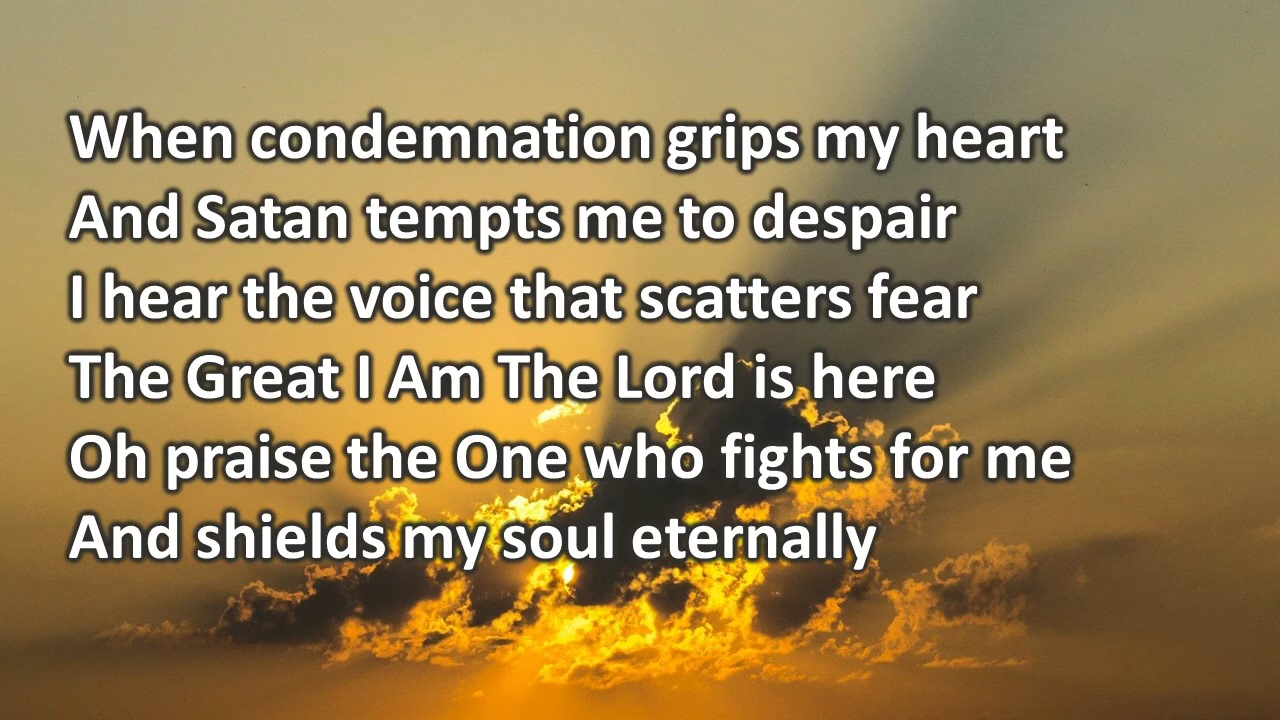 When condemnation grips my heart
And Satan tempts me to despair
I hear the voice that scatters fear
The Great I Am The Lord is here
Oh praise the One who fights for me
And shields my soul eternally